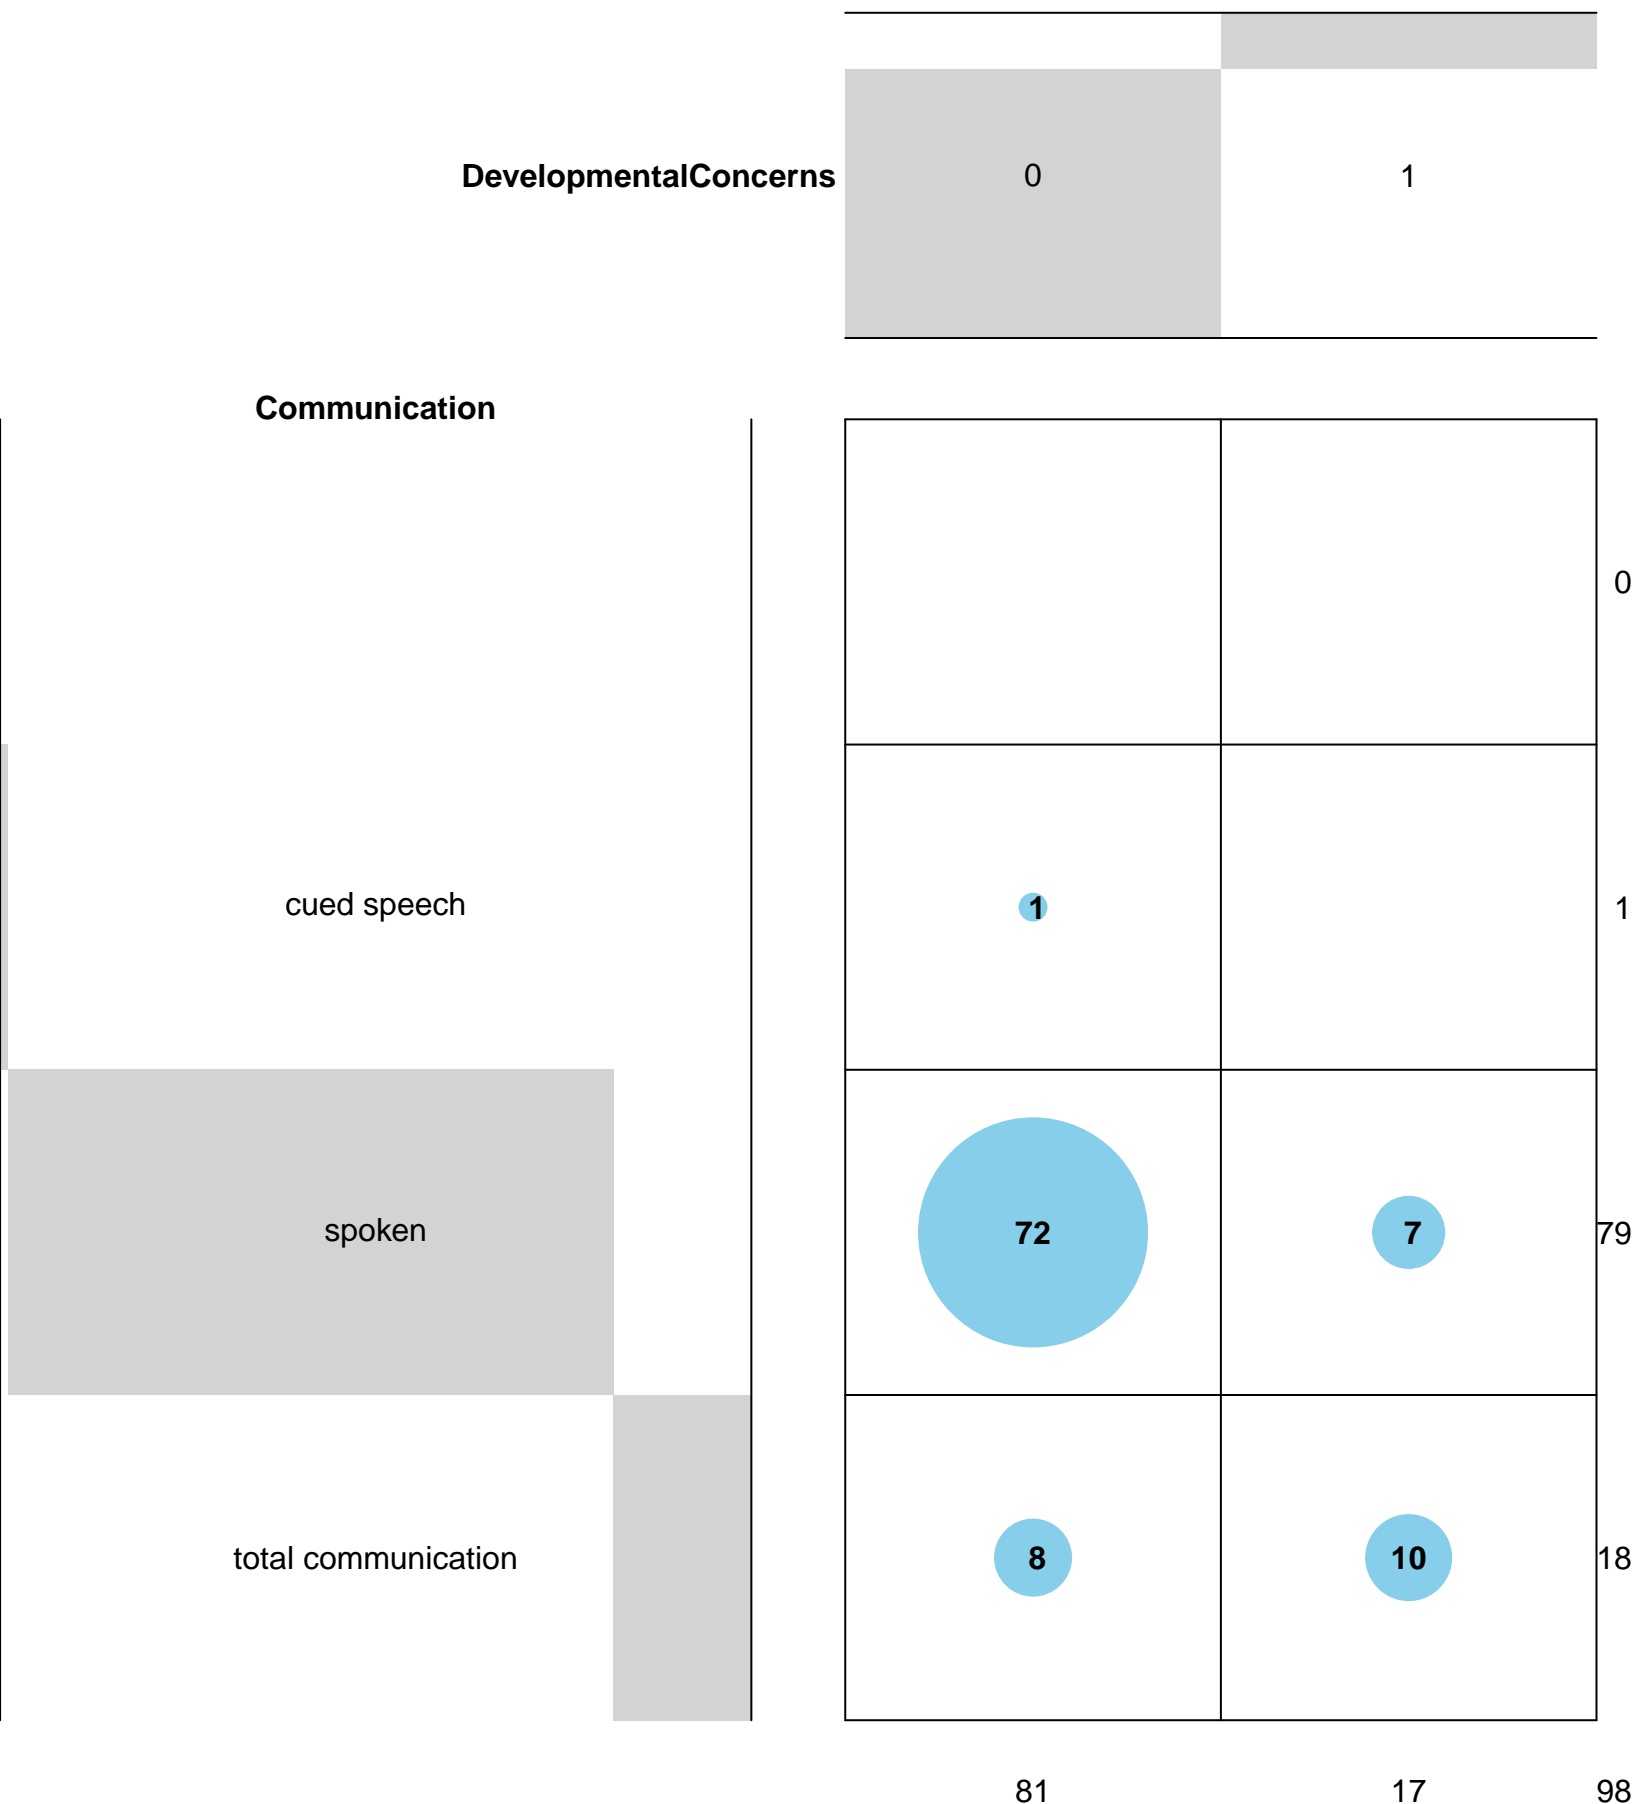 DevelopmentalConcerns 0 1
Communication
0
cued speech 1 1
spoken 72 7 79
total communication 8 10 18
81 17 98